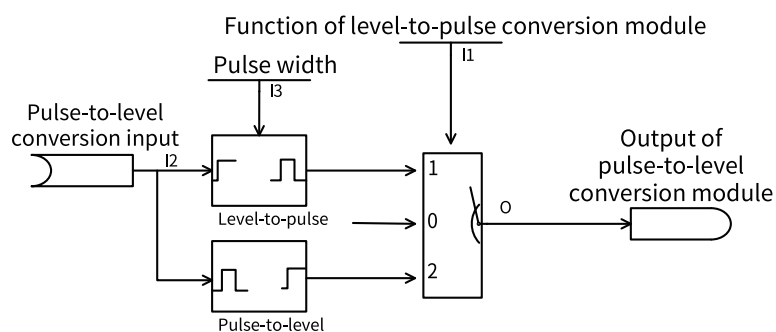 Function of level-to-pulse conversion module
I1
Pulse width
I3
Pulse-to-level
conversion input
I2
Level-to-pulse
Pulse-to-level
1
0
2
O
Output of
pulse-to-level
conversion module